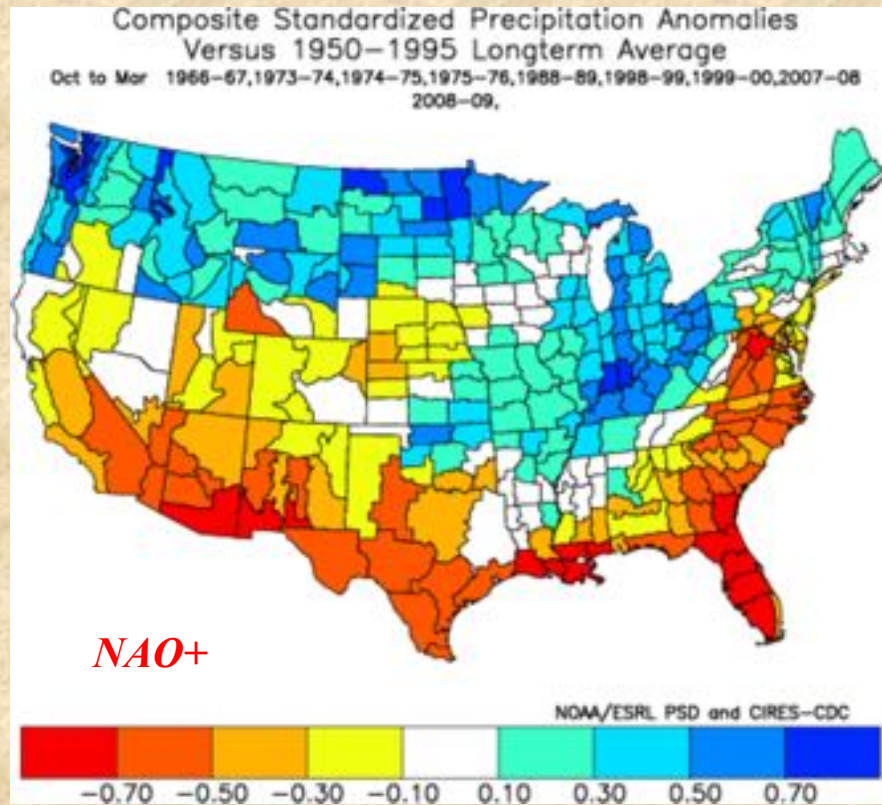 Composite Standardized Precipitation Anomalies
Versus 1950-1995 Longterm Average
Oct to Mar 1966-67,1973-74,1974-75,1975-76,1988-89,1998-99,1999-00,2007-08
2008-09,
NAO+
NOAA/ESRL PSD and CIRES-CDC
-0.70 -0.50 -0.30 -0.10 0.10 0.30 0.50 0.70